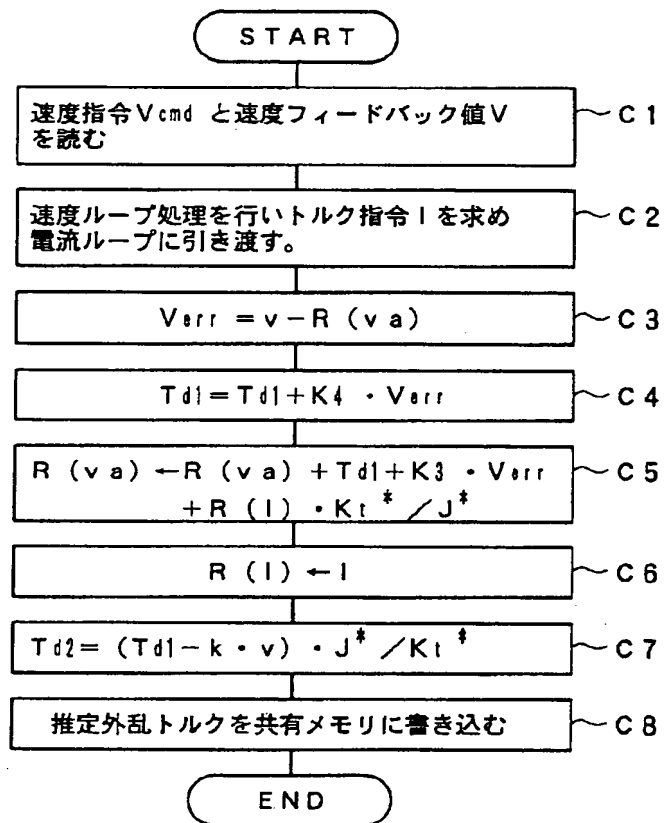 START
速度指令Vcmd と速度フィードバック値V
を読む
~C1
速度ループ処理を行いトルク指令Iを求め
電流ループに引き渡す。
~C2
Verr = v − R (va)
~C3
Td1 = Td1 + K4 · Verr
~C4
R (va) ← R (va) + Td1 + K3 · Verr
+ R (I) · Kt* / J*
~C5
R (I) ← I
~C6
Td2 = (Td1 − k · v) · J* / Kt*
~C7
推定外乱トルクを共有メモリに書き込む
~C8
END